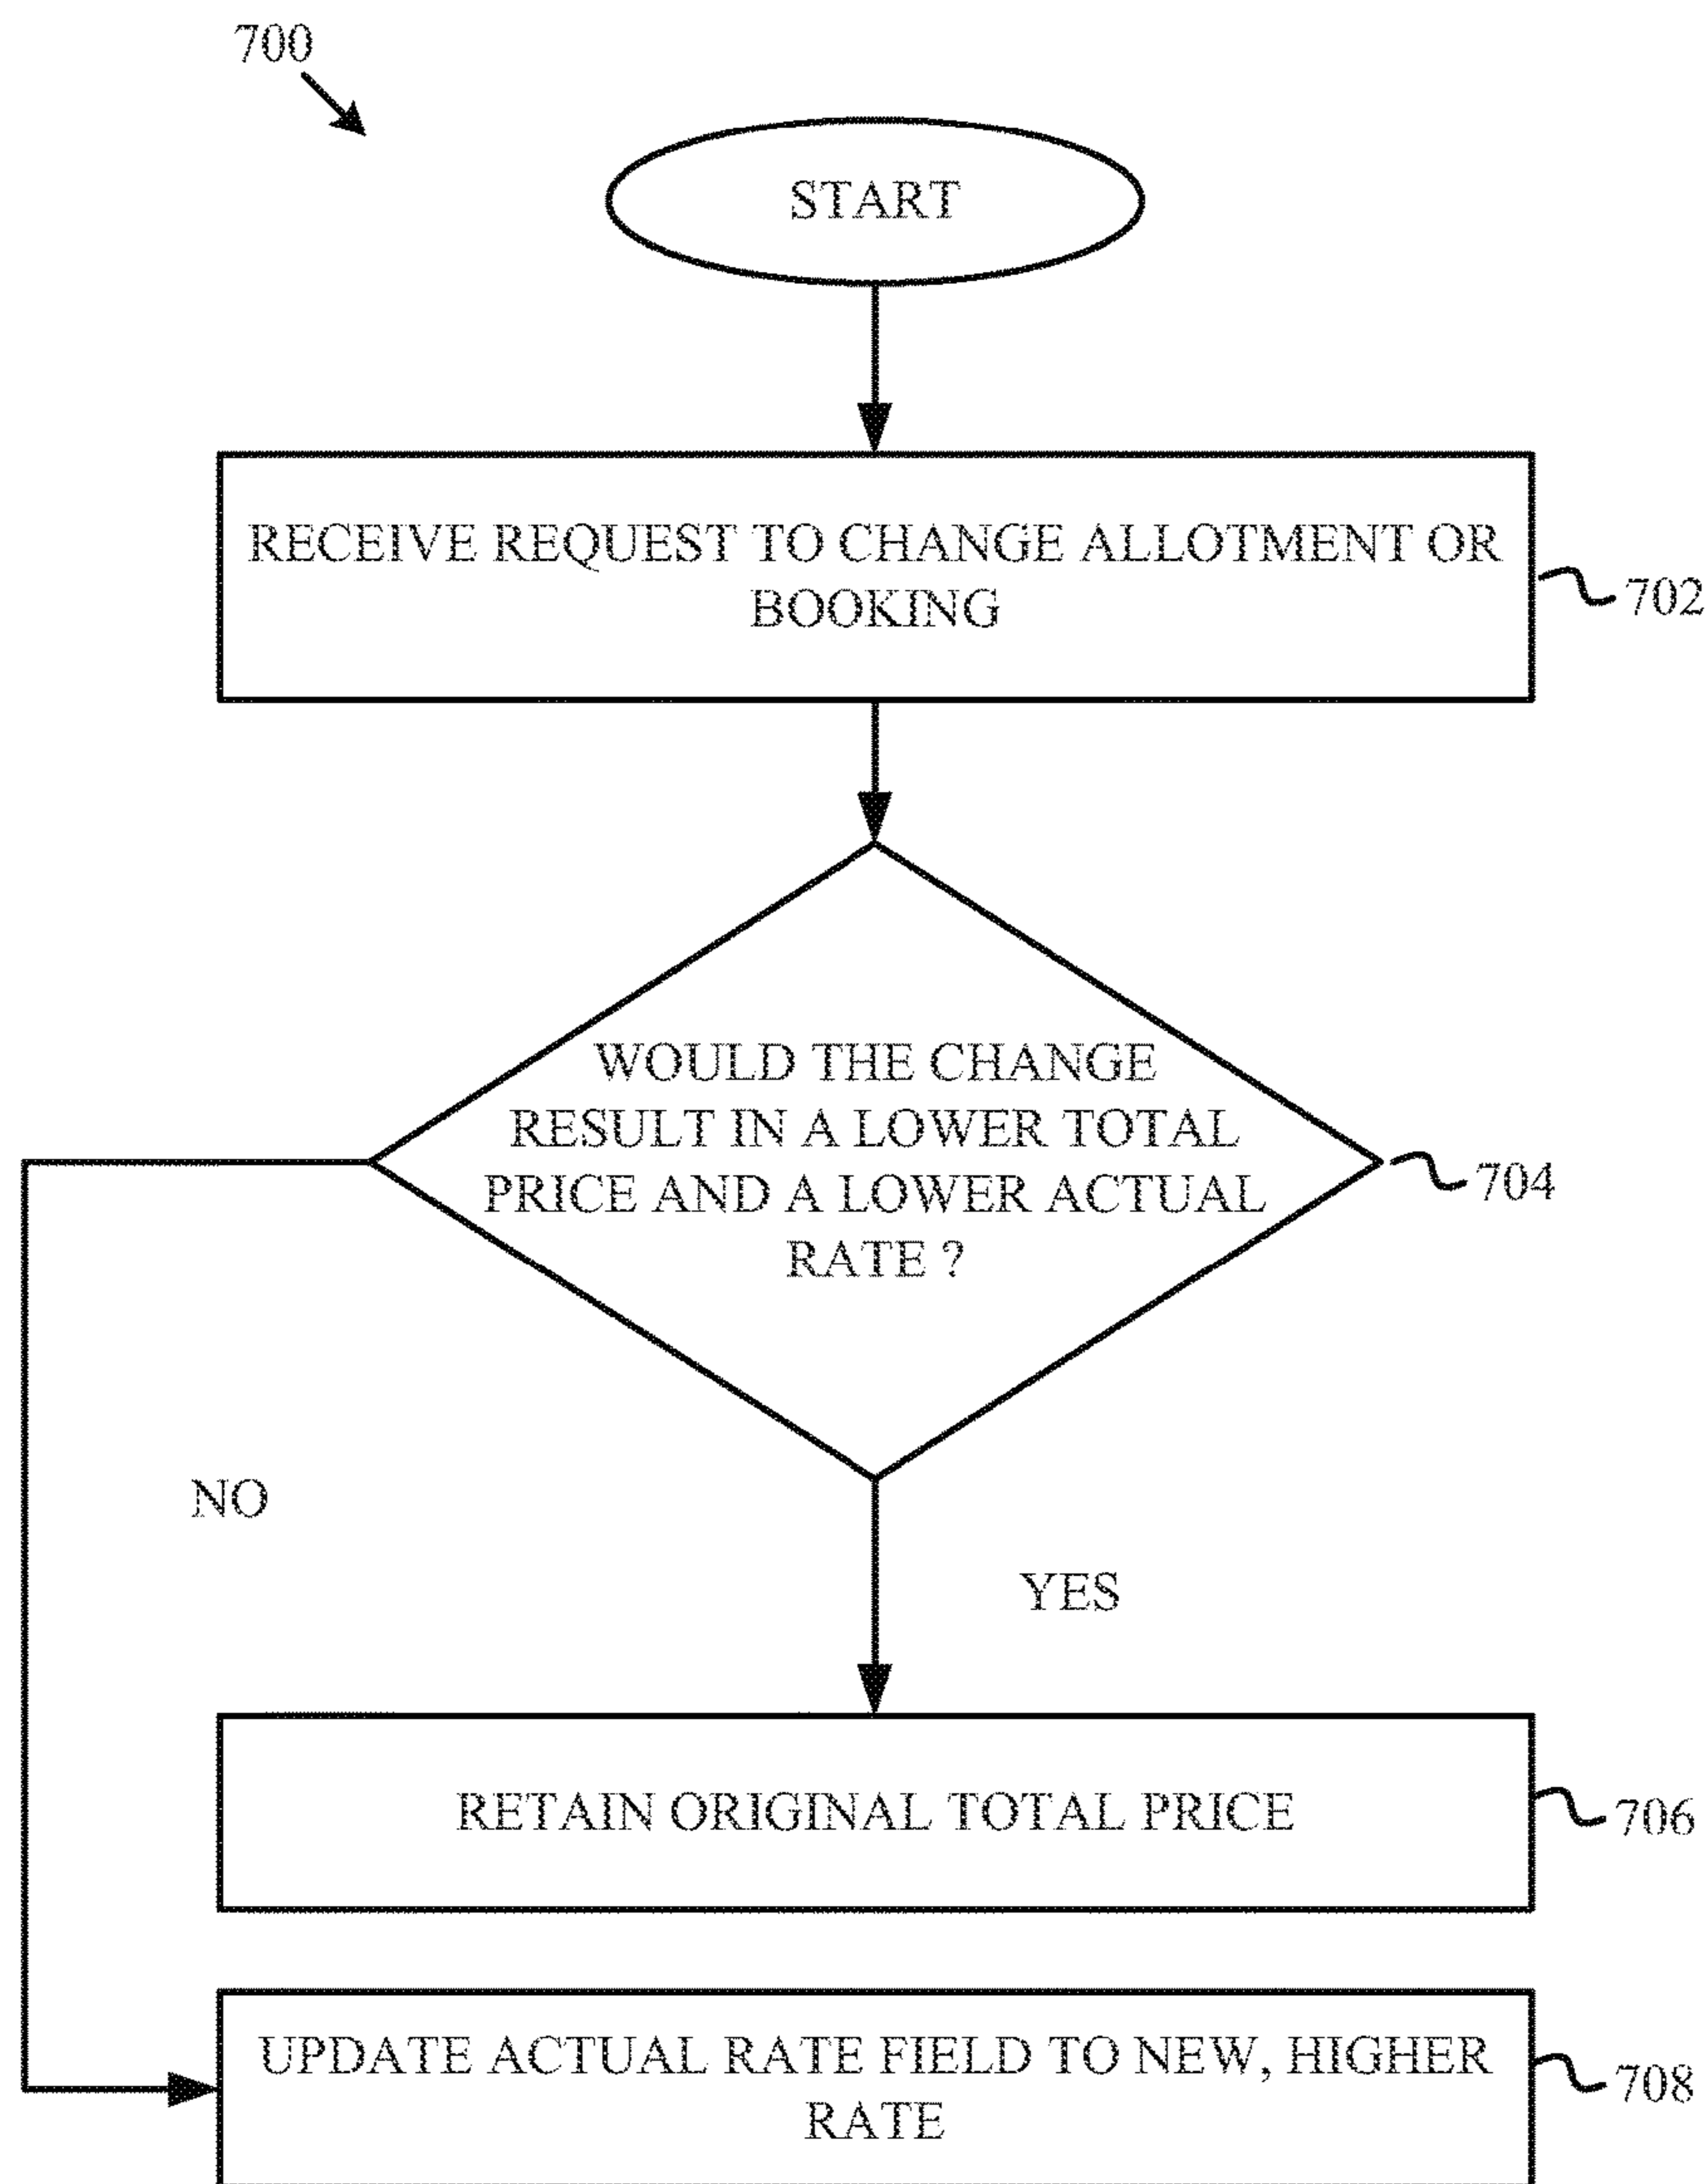 700
START
RECEIVE REQUEST TO CHANGE ALLOTMENT OR
BOOKING
702
WOULD THE CHANGE
RESULT IN A LOWER TOTAL
PRICE AND A LOWER ACTUAL
RATE ?
704
NO
YES
RETAIN ORIGINAL TOTAL PRICE
706
UPDATE ACTUAL RATE FIELD TO NEW, HIGHER
RATE
708